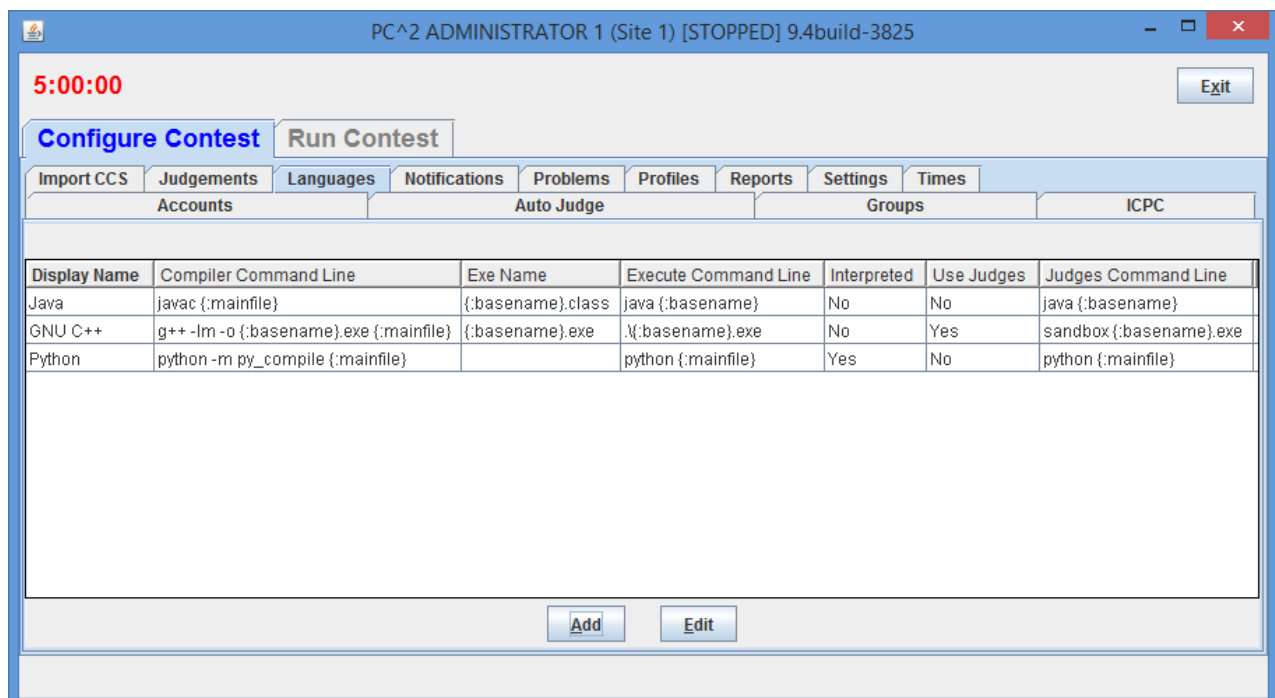 PC^2 ADMINISTRATOR 1 (Site 1) [STOPPED] 9.4build-3825
5:00:00
Exit
Configure Contest Run Contest
Import CCS Judgements Languages Notifications Problems Profiles Reports Settings Times
Accounts Auto Judge Groups ICPC
Display Name Compiler Command Line Exe Name Execute Command Line Interpreted Use Judges Judges Command Line
Java javac {:mainfile} {:basename}.class java {:basename} No No java {:basename}
GNU C++ g++ -lm -o {:basename}.exe {:mainfile} {:basename}.exe .\{:basename}.exe No Yes sandbox {:basename}.exe
Python python -m py_compile {:mainfile} python {:mainfile} Yes No python {:mainfile}
Add Edit